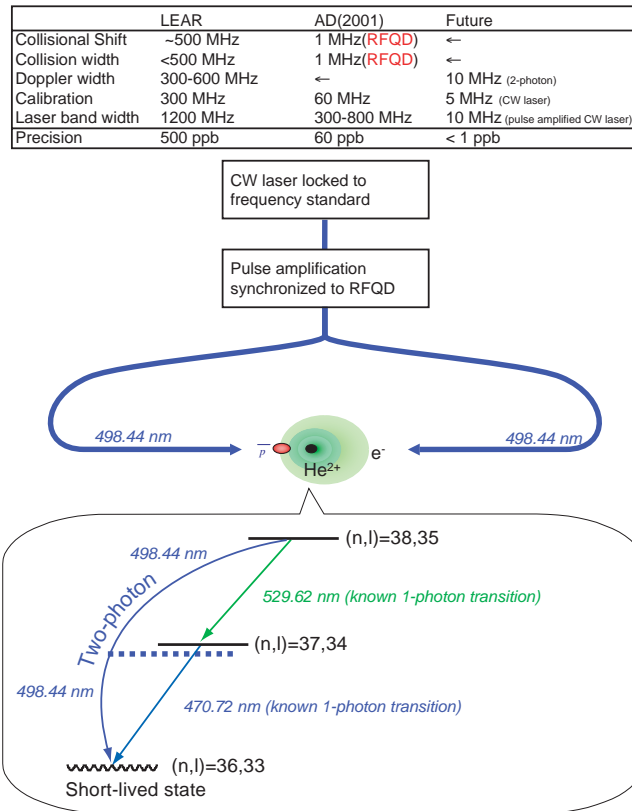 LEAR AD(2001) Future
Collisional Shift ~500 MHz 1 MHz(RFQD) ←
Collision width <500 MHz 1 MHz(RFQD) ←
Doppler width 300-600 MHz ← 10 MHz (2-photon)
Calibration 300 MHz 60 MHz 5 MHz (CW laser)
Laser band width 1200 MHz 300-800 MHz 10 MHz (pulse amplified CW laser)
Precision 500 ppb 60 ppb < 1 ppb
CW laser locked to
frequency standard
Pulse amplification
synchronized to RFQD
498.44 nm 498.44 nm
p̅ e-
He2+
(n,l)=38,35
498.44 nm
529.62 nm (known 1-photon transition)
Two-photon
(n,l)=37,34
498.44 nm
470.72 nm (known 1-photon transition)
(n,l)=36,33
Short-lived state